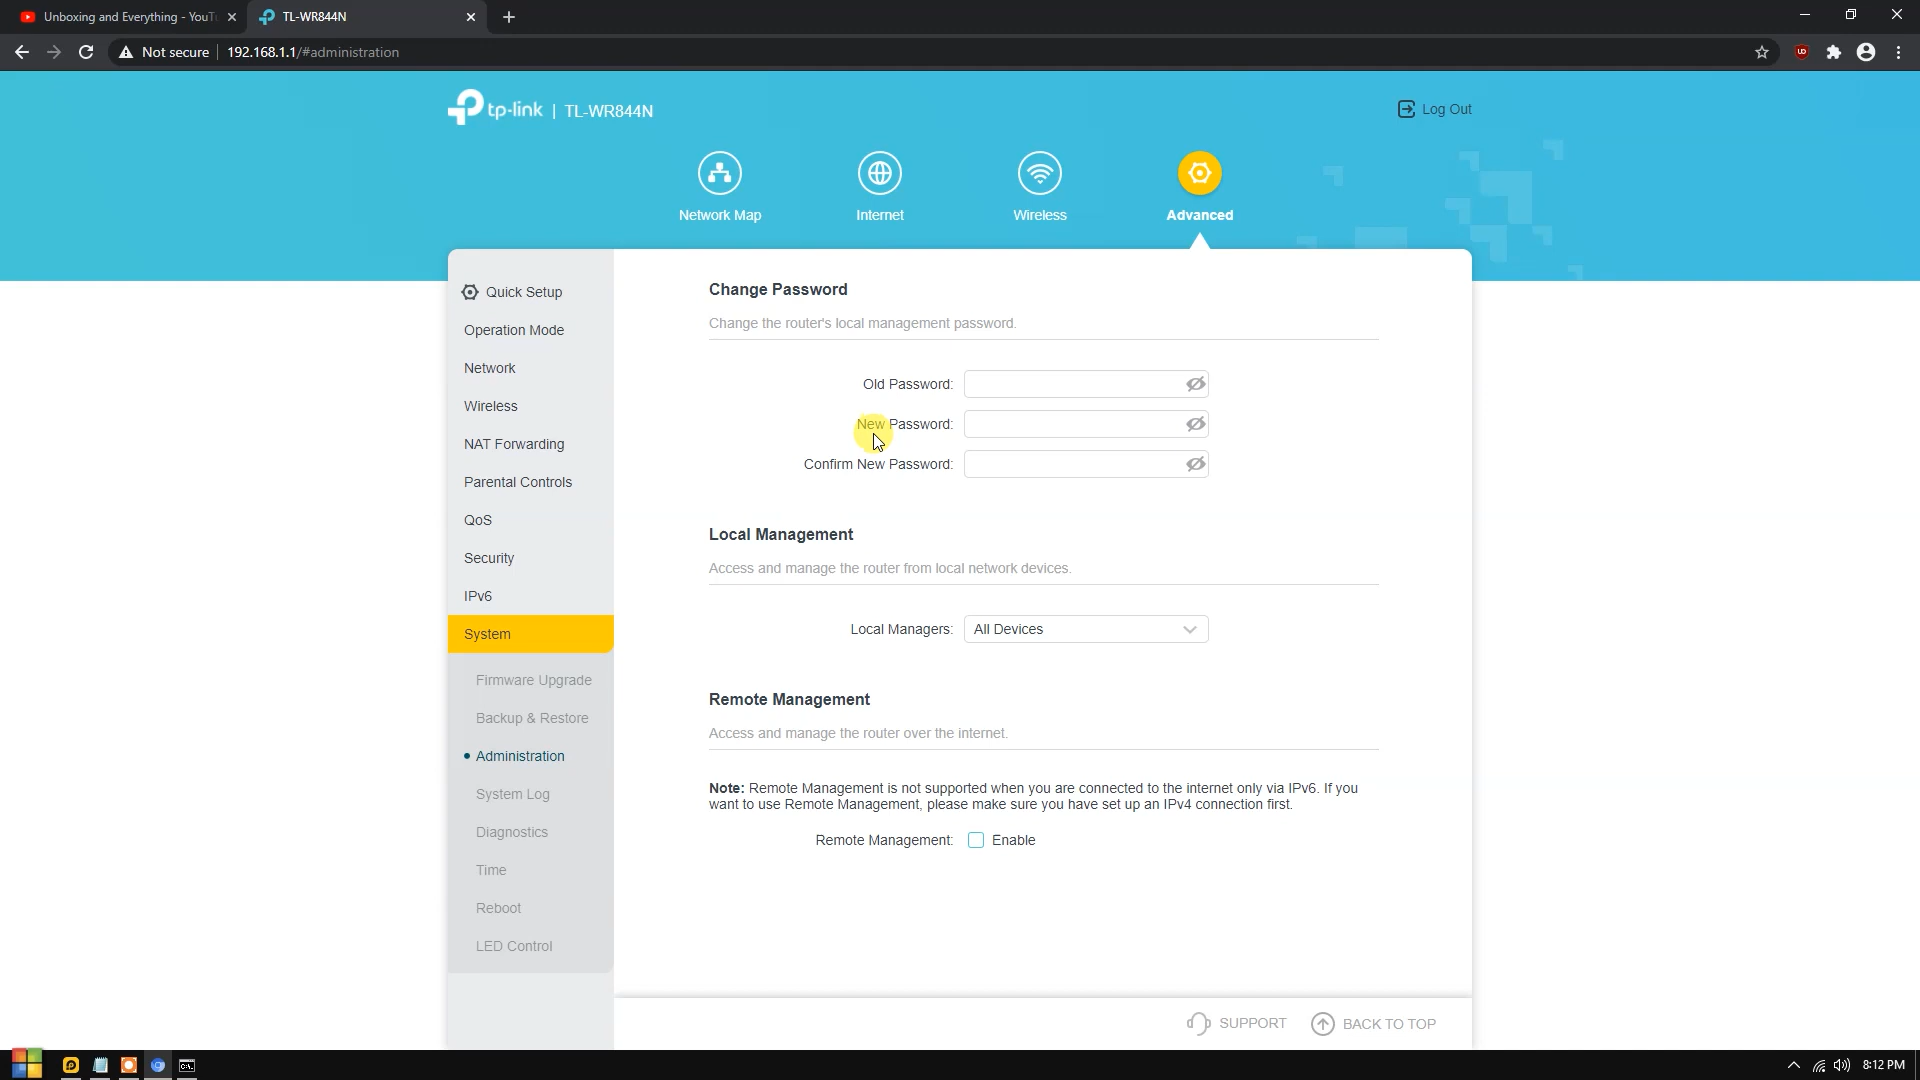 Unboxing and Everything - YouT
TL-WR844N
Not secure
192.168.1.1/#administration
tp-link | TL-WR844N
Log Out
Network Map
Internet
Wireless
Advanced
Quick Setup
Operation Mode
Network
Wireless
NAT Forwarding
Parental Controls
QoS
Security
IPv6
System
Firmware Upgrade
Backup & Restore
Administration
System Log
Diagnostics
Time
Reboot
LED Control
Change Password
Change the router's local management password.
Old Password:
New Password:
Confirm New Password:
Local Management
Access and manage the router from local network devices.
Local Managers: All Devices
Remote Management
Access and manage the router over the internet.
Note: Remote Management is not supported when you are connected to the internet only via IPv6. If you
want to use Remote Management, please make sure you have set up an IPv4 connection first.
Remote Management: Enable
SUPPORT
BACK TO TOP
8:12 PM